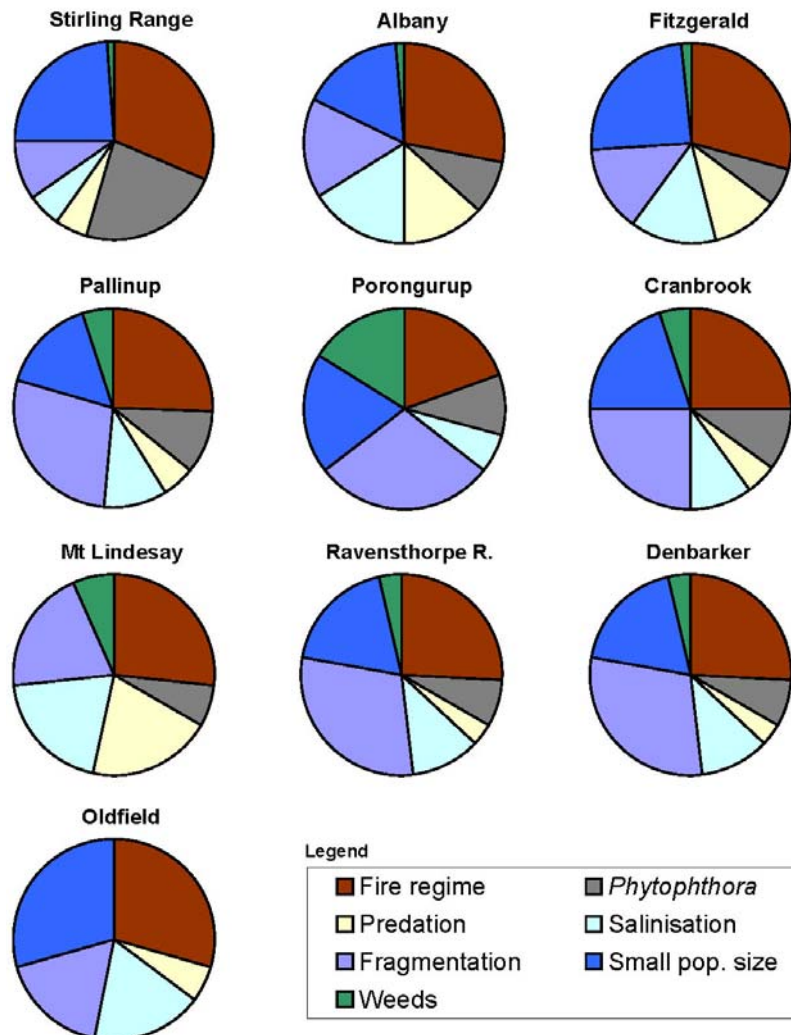 Stirling Range
Albany
Fitzgerald
Pallinup
Porongurup
Cranbrook
Mt Lindesay
Ravensthorpe R.
Denbarker
Oldfield
Legend
Fire regime
Phytophthora
Predation
Salinisation
Fragmentation
Small pop. size
Weeds